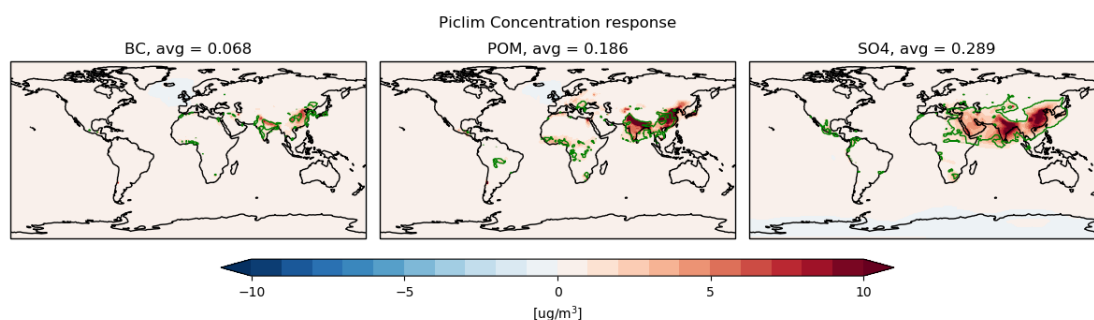 Piclim Concentration response
BC, avg = 0.068
POM, avg = 0.186
SO4, avg = 0.289
−10
−5
0
5
10
[ug/m³]